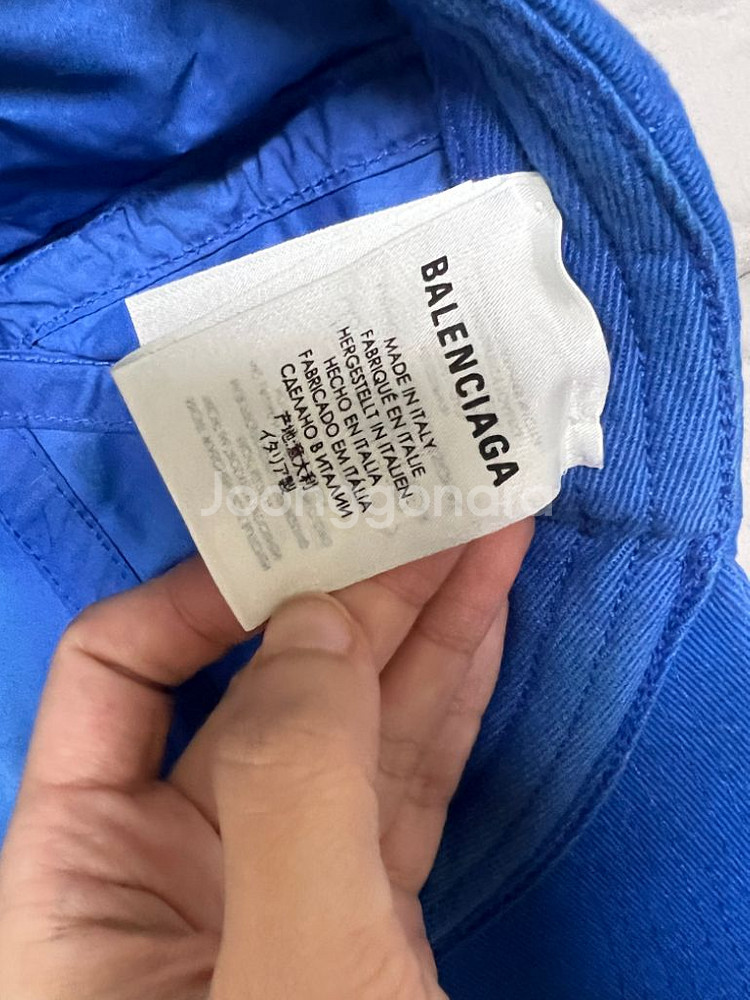 BALENCIAGA
MADE IN ITALY
FABRIQUÉ EN ITALIE
HERGESTELLT IN ITALIEN
HECHO EN ITALIA
FABRICADO EM ITÁLIA
СДЕЛАНО В ИТАЛИИ
产地:意大利
イタリア製
Joonggonara